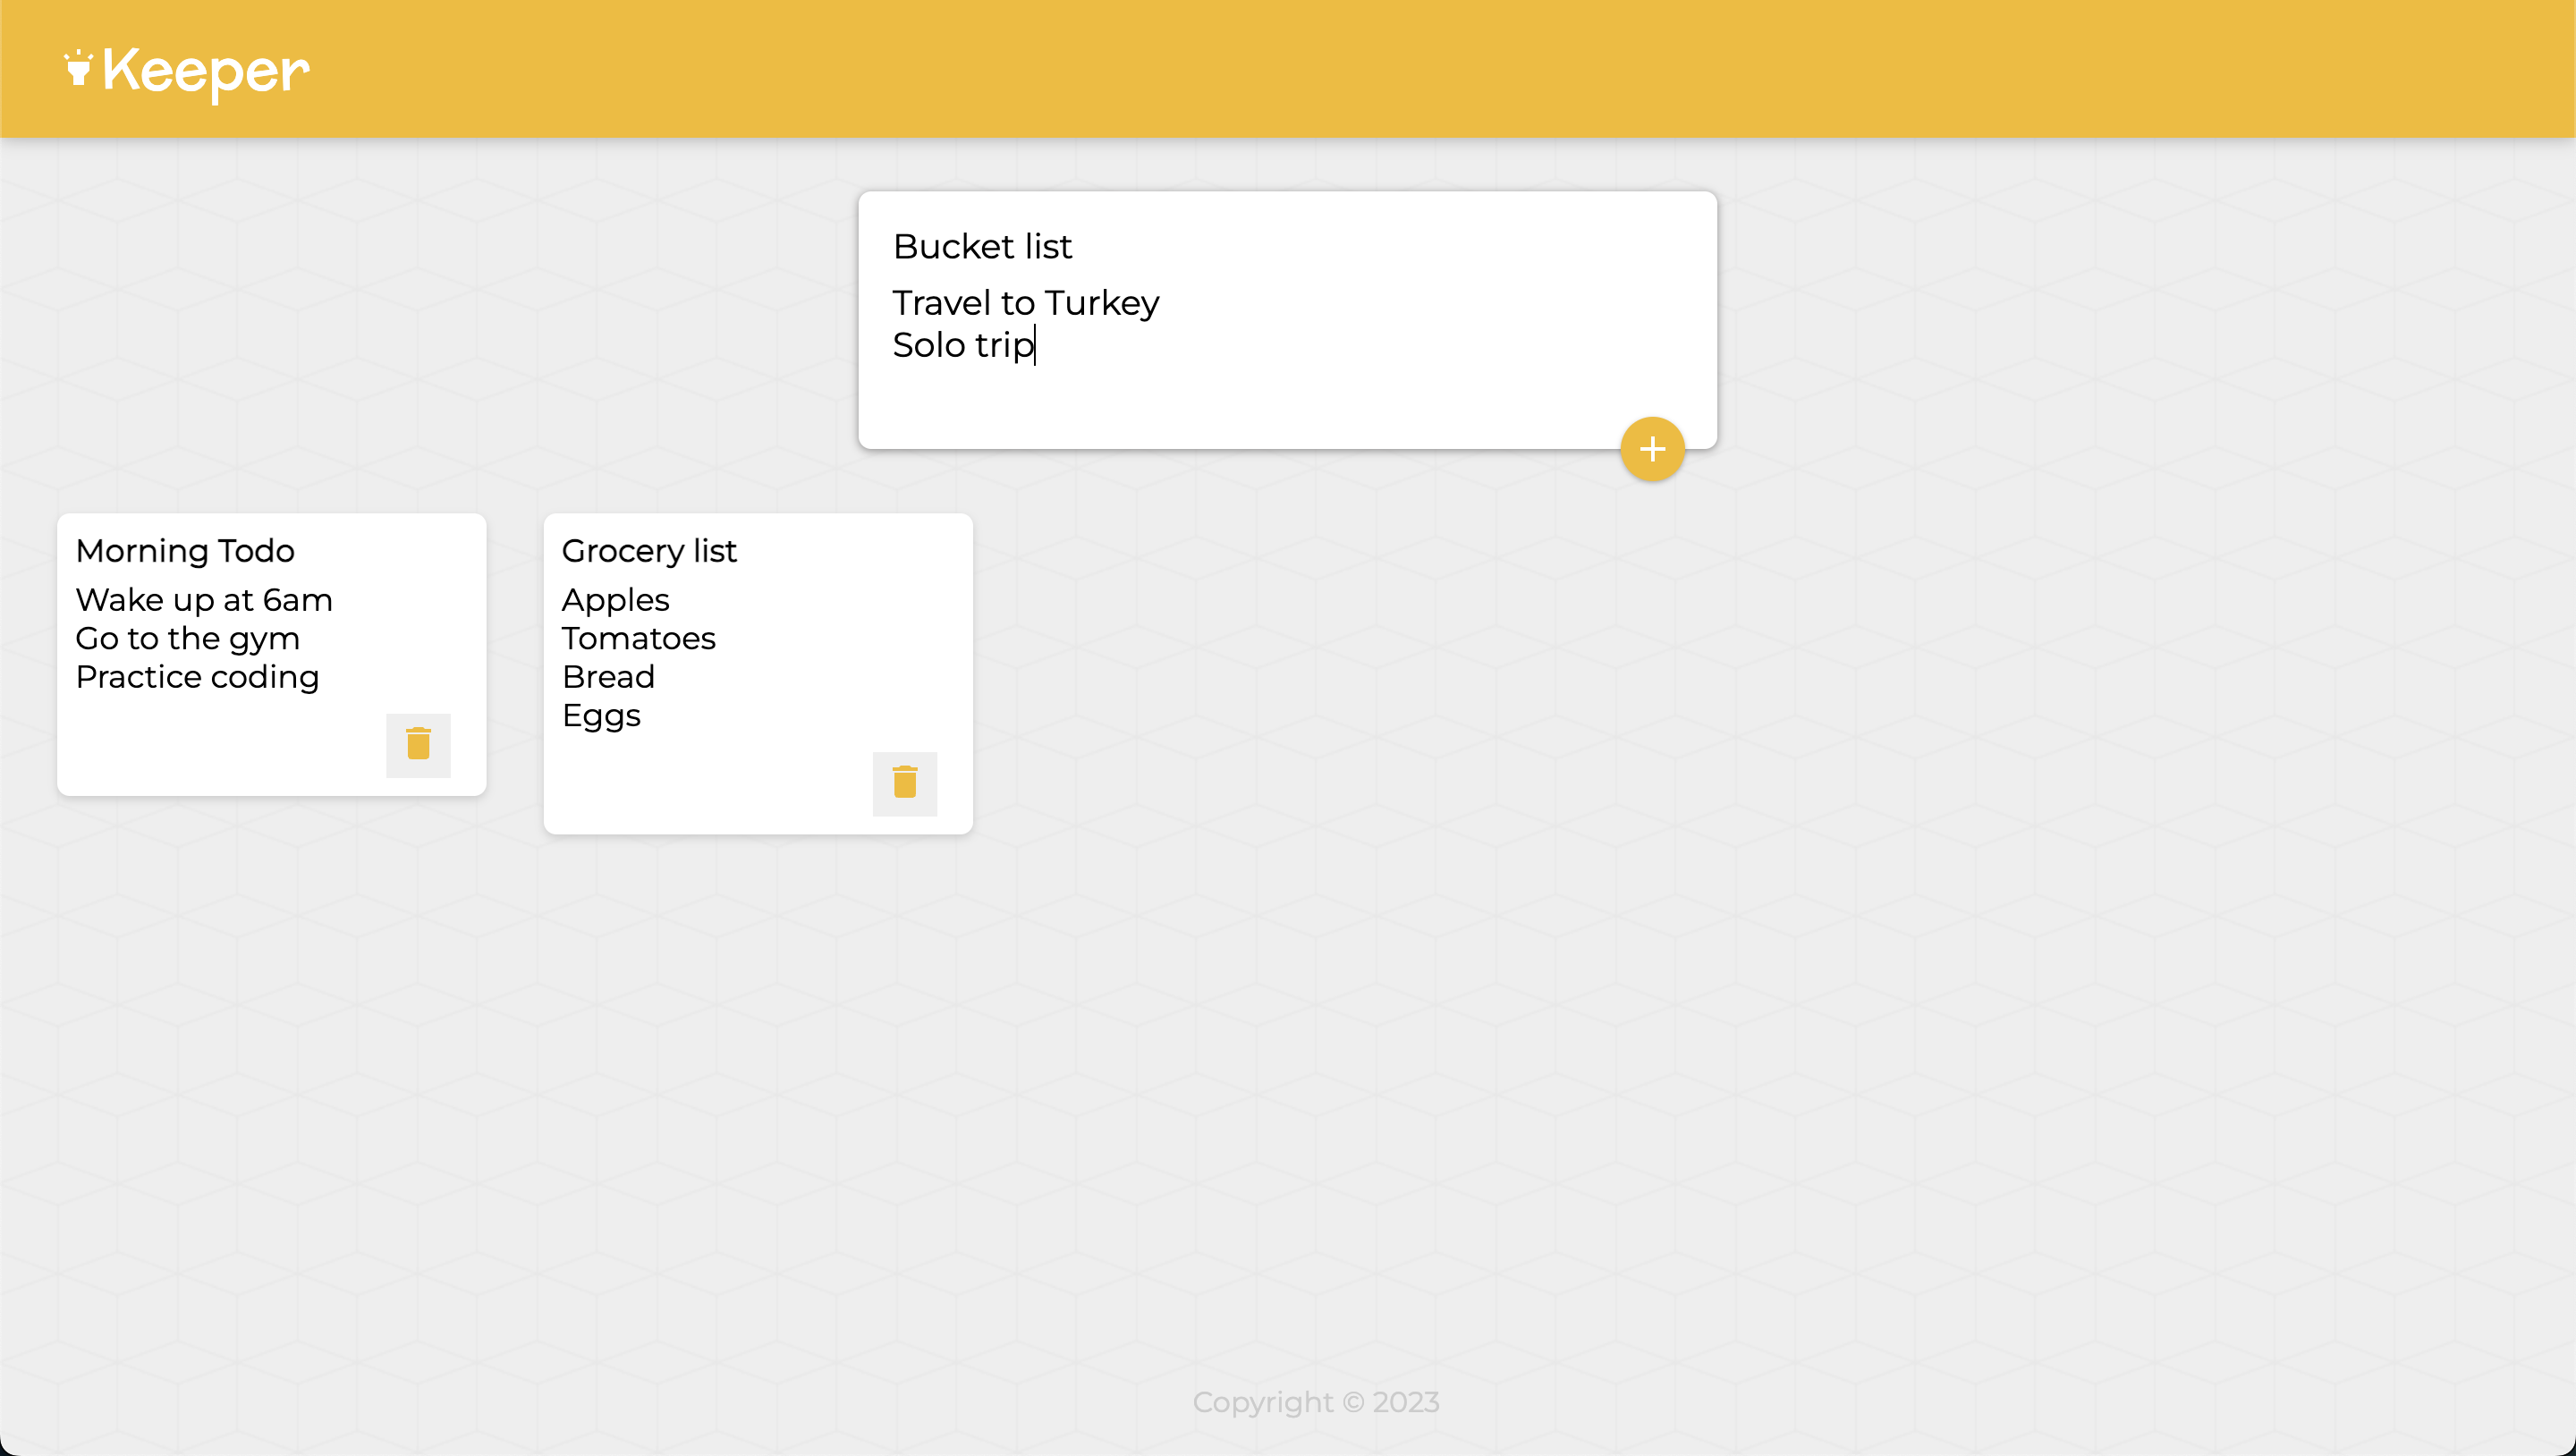 Keeper
Bucket list
Travel to Turkey
Solo trip
Morning Todo
Wake up at 6am
Go to the gym
Practice coding
Grocery list
Apples
Tomatoes
Bread
Eggs
Copyright © 2023